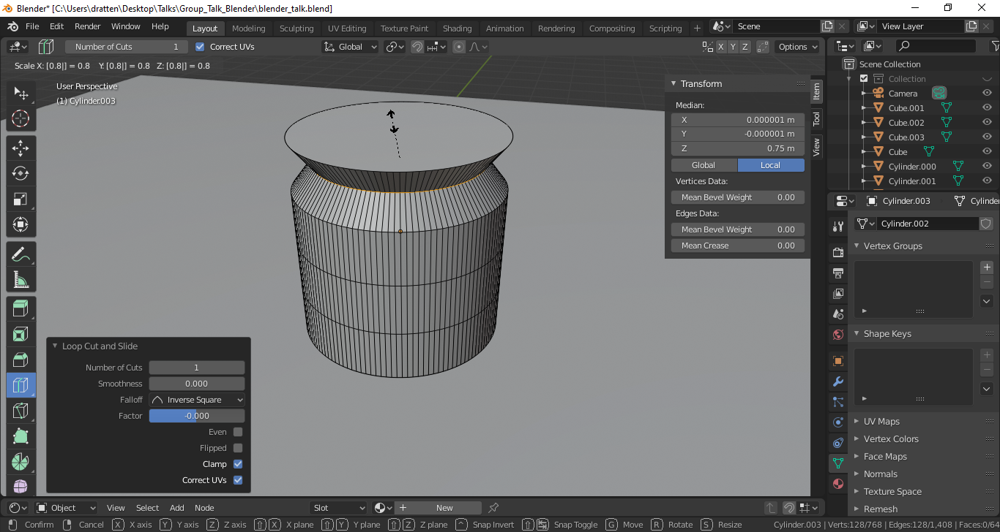 Blender* [C:\Users\dratten\Desktop\Talks\Group_Talk_Blender\blender_talk.blend]
File Edit Render Window Help Layout Modeling Sculpting UV Editing Texture Paint Shading Animation Rendering Compositing Scripting + Scene View Layer
Number of Cuts 1 Correct UVs Global X Y Z Options
Scale X: [0.8|] = 0.8 Y: [0.8|] = 0.8 Z: [0.8|] = 0.8
User Perspective
(1) Cylinder.003
Transform
Median:
X 0.000001 m
Y -0.000001 m
Z 0.75 m
Global Local
Vertices Data:
Mean Bevel Weight 0.00
Edges Data:
Mean Bevel Weight 0.00
Mean Crease 0.00
Item
Tool
View
Scene Collection
Collection
Camera
Cube.001
Cube.002
Cube.003
Cube
Cylinder.000
Cylinder.001
Cylinder.003 Cylinde
Cylinder.002
Vertex Groups
Shape Keys
UV Maps
Vertex Colors
Face Maps
Normals
Texture Space
Remesh
Loop Cut and Slide
Number of Cuts 1
Smoothness 0.000
Falloff Inverse Square
Factor -0.000
Even
Flipped
Clamp
Correct UVs
Object View Select Add Node Slot New
Confirm Cancel X X axis Y Y axis Z Z axis X X plane Y Y plane Z Z plane Snap Invert Snap Toggle G Move R Rotate S Resize Cylinder.003 | Verts:128/768 | Edges:128/1,408 | Faces:0/64